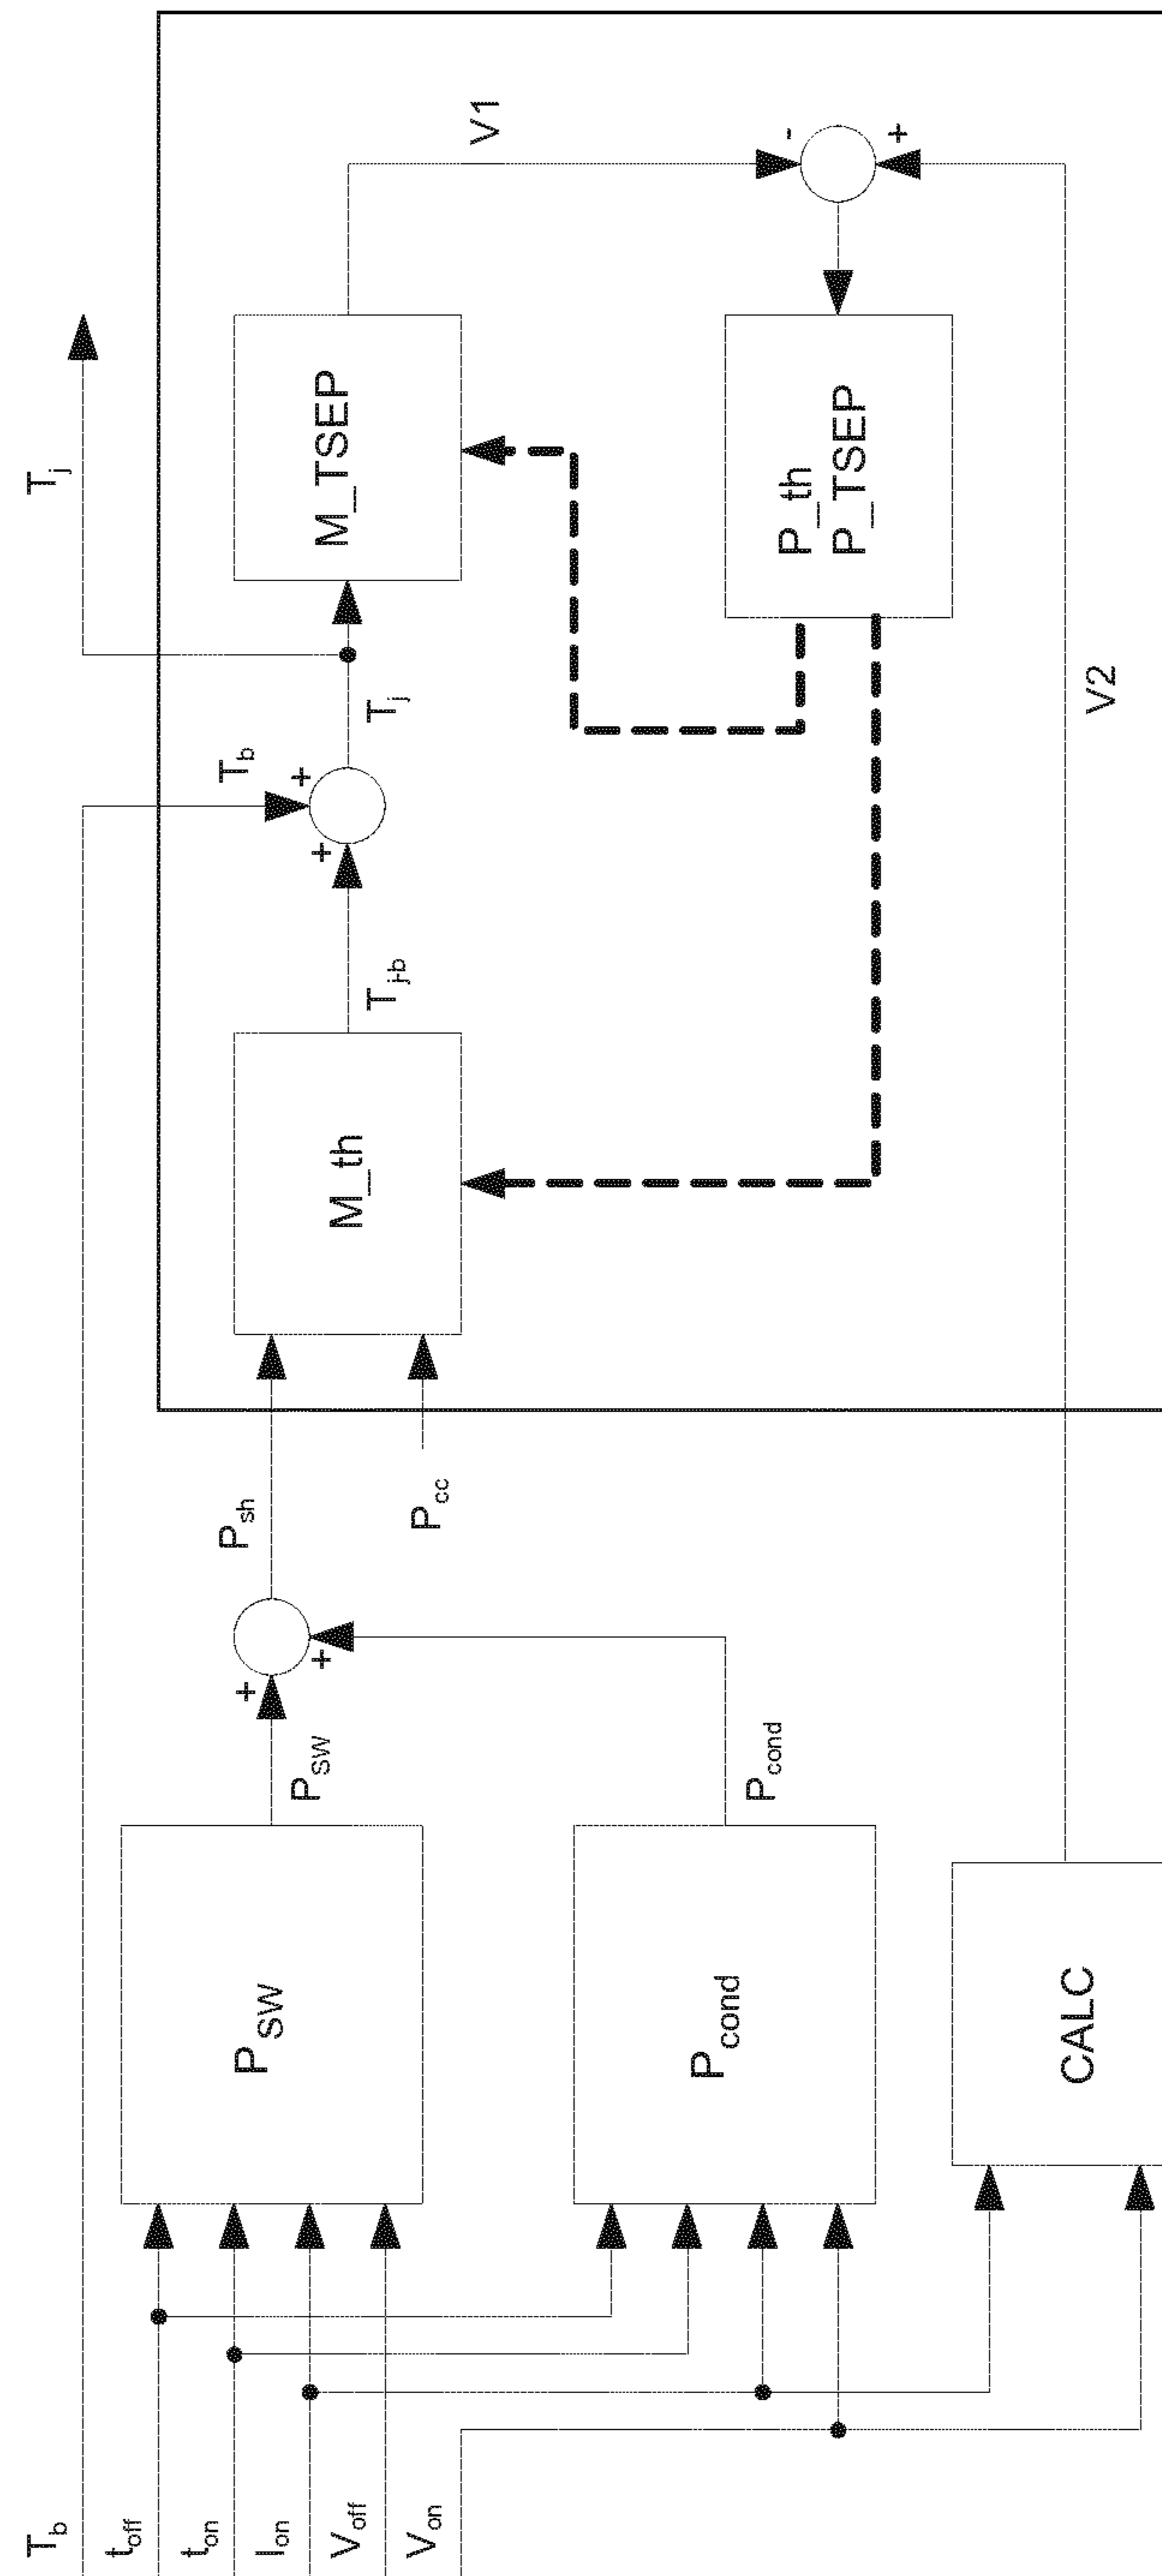 T_b
t_off
t_on
I_on
V_off
V_on
P_SW
P_cond
CALC
P_SW
P_cond
+
+
P_sh
P_cc
M_th
T_j-b
+
+
T_b
T_j
T_j
M_TSEP
P_th
P_TSEP
V1
V2
-
+